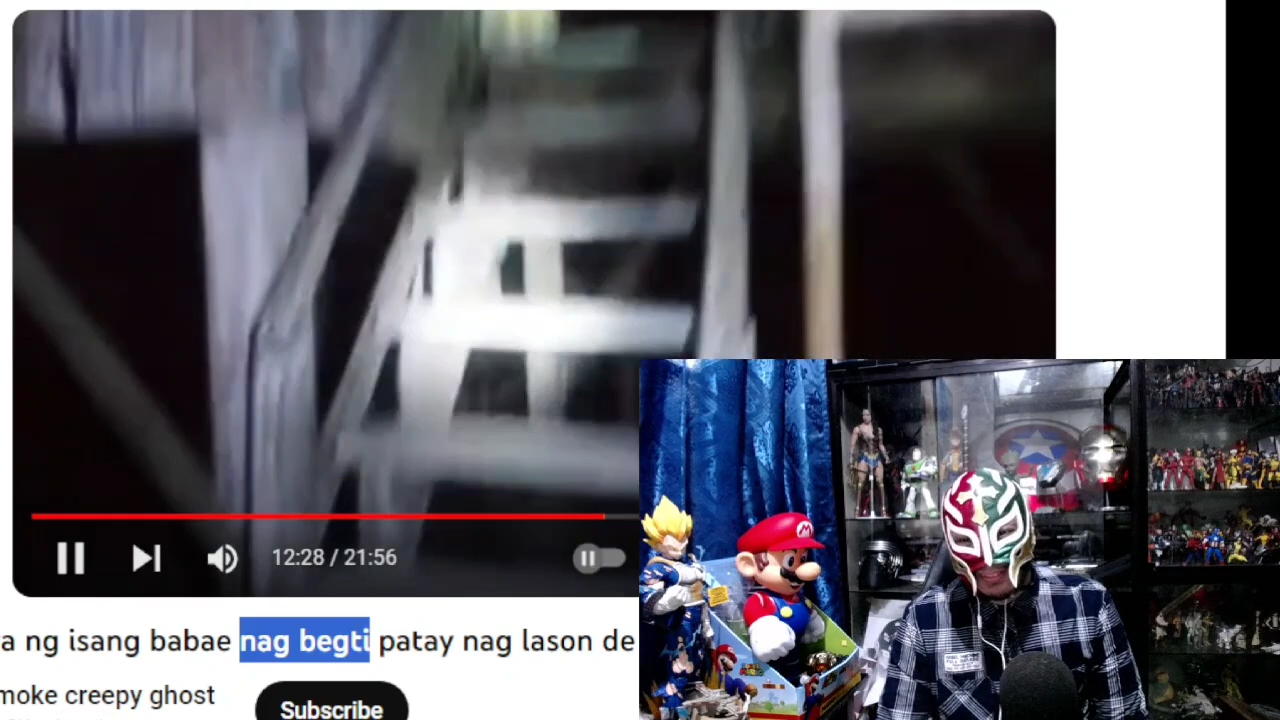 12:28 / 21:56
a ng isang babae nag begti patay nag lason de
moke creepy ghost
Subscribe